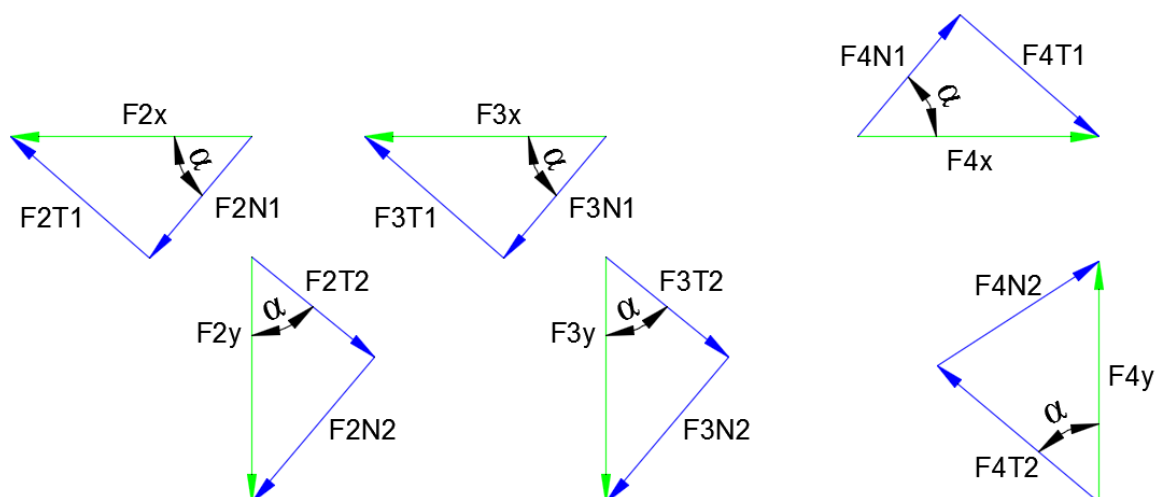 F4N1
F4T1
α
F4x
F2x
α
F2T1
F2N1
F3x
α
F3T1
F3N1
F2T2
α
F2y
F2N2
F3T2
α
F3y
F3N2
F4N2
F4y
α
F4T2